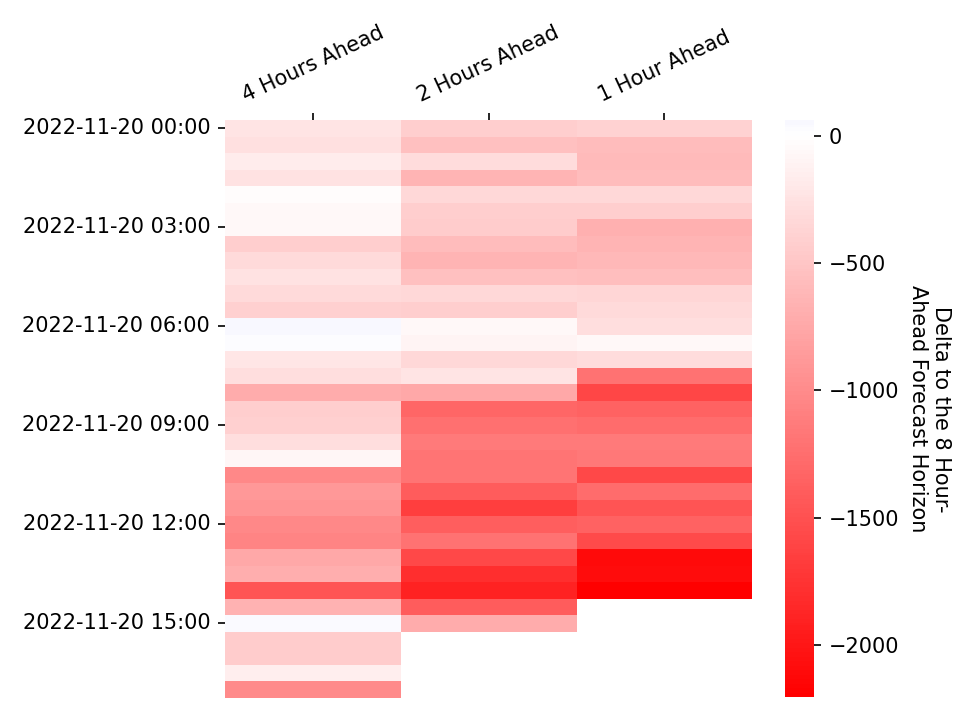 4 Hours Ahead
2 Hours Ahead
1 Hour Ahead
2022-11-20 00:00
2022-11-20 03:00
2022-11-20 06:00
2022-11-20 09:00
2022-11-20 12:00
2022-11-20 15:00
0
−500
−1000
−1500
−2000
Delta to the 8 Hour-
Ahead Forecast Horizon